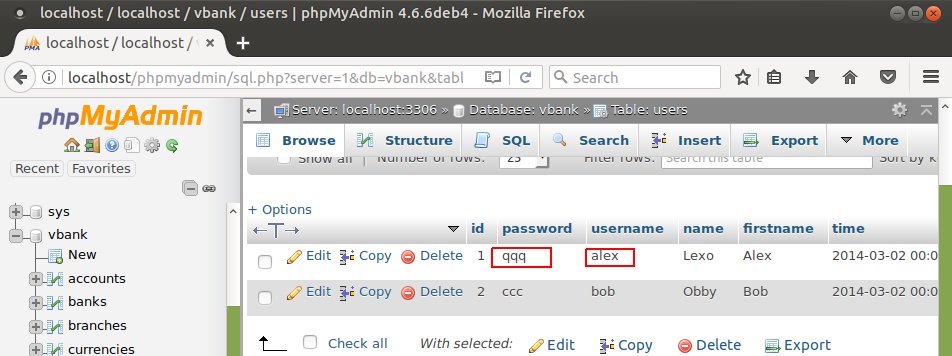 localhost / localhost / vbank / users | phpMyAdmin 4.6.6deb4 - Mozilla Firefox
PMA localhost / localhost / v
localhost/phpmyadmin/sql.php?server=1&db=vbank&tabl Search
phpMyAdmin
Recent Favorites
sys
vbank
New
accounts
banks
branches
currencies
Server: localhost:3306 » Database: vbank » Table: users
Browse Structure SQL Search Insert Export More
Show all Number of rows: 25 Filter rows: Search this table Sort by k
+ Options
id password username name firstname time
Edit Copy Delete 1 qqq alex Lexo Alex 2014-03-02 00:0
Edit Copy Delete 2 ccc bob Obby Bob 2014-03-02 00:0
Check all With selected: Edit Copy Delete Export